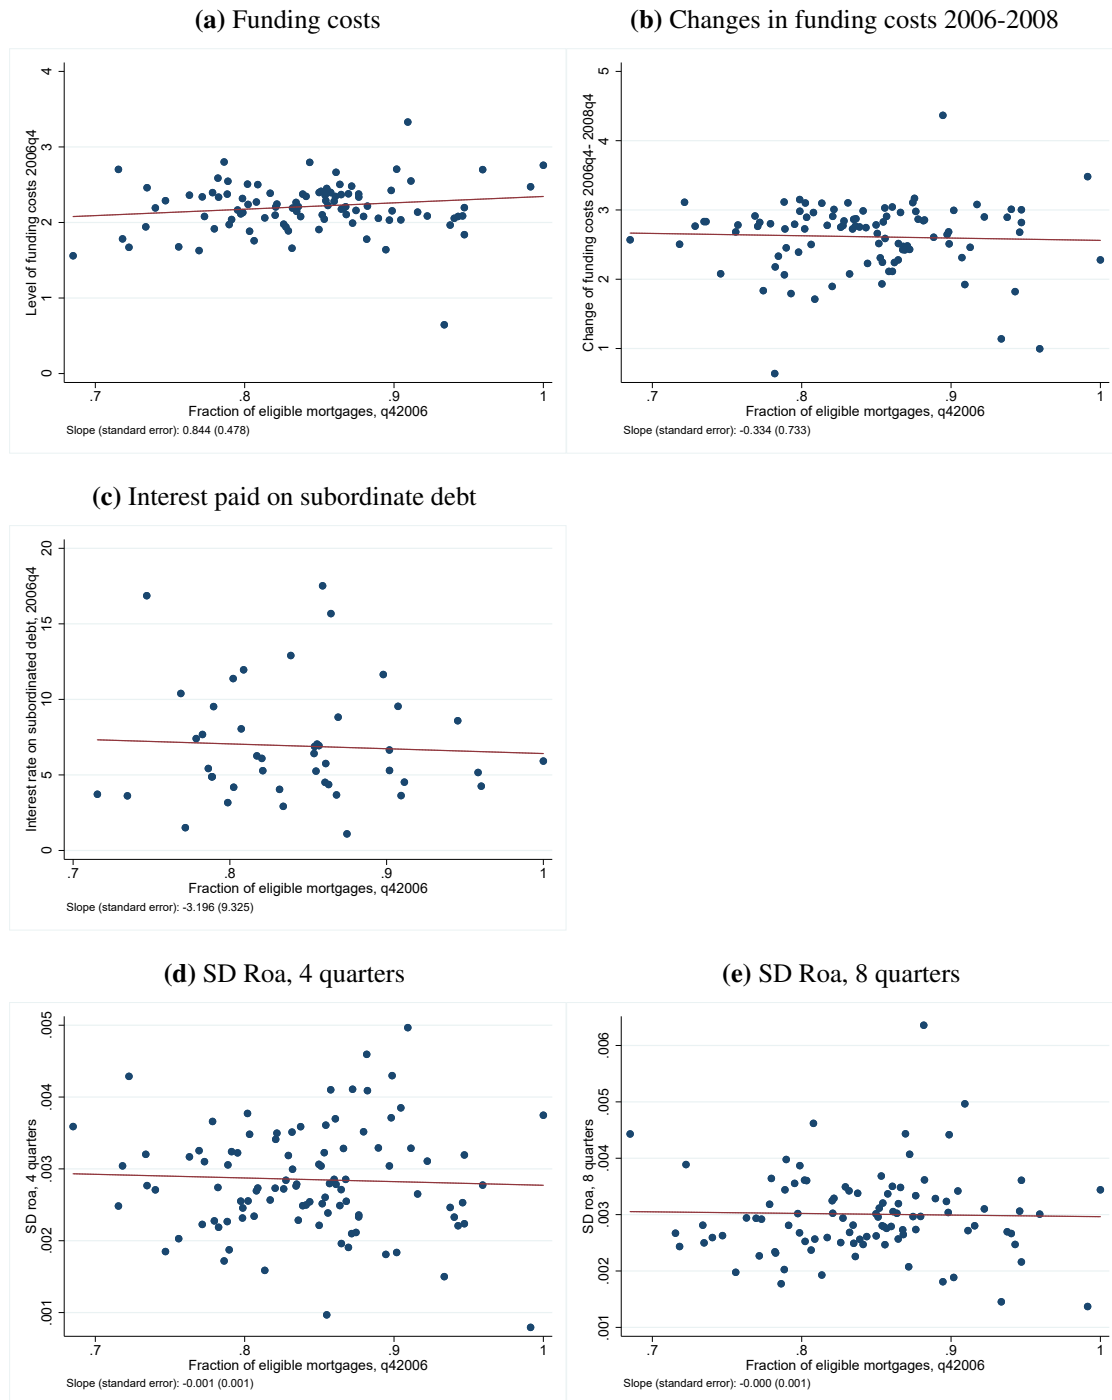 (a) Funding costs
Level of funding costs 2006q4
4
3
2
1
0
.7 .8 .9 1
Fraction of eligible mortgages, q42006
Slope (standard error): 0.844 (0.478)
(b) Changes in funding costs 2006-2008
Change of funding costs 2006q4- 2008q4
5
4
3
2
1
.7 .8 .9 1
Fraction of eligible mortgages, q42006
Slope (standard error): -0.334 (0.733)
(c) Interest paid on subordinate debt
Interest rate on subordinated debt, 2006q4
20
15
10
5
0
.7 .8 .9 1
Fraction of eligible mortgages, q42006
Slope (standard error): -3.196 (9.325)
(d) SD Roa, 4 quarters
SD roa, 4 quarters
.005
.004
.003
.002
.001
.7 .8 .9 1
Fraction of eligible mortgages, q42006
Slope (standard error): -0.001 (0.001)
(e) SD Roa, 8 quarters
SD roa, 8 quarters
.006
.005
.004
.003
.002
.001
.7 .8 .9 1
Fraction of eligible mortgages, q42006
Slope (standard error): -0.000 (0.001)